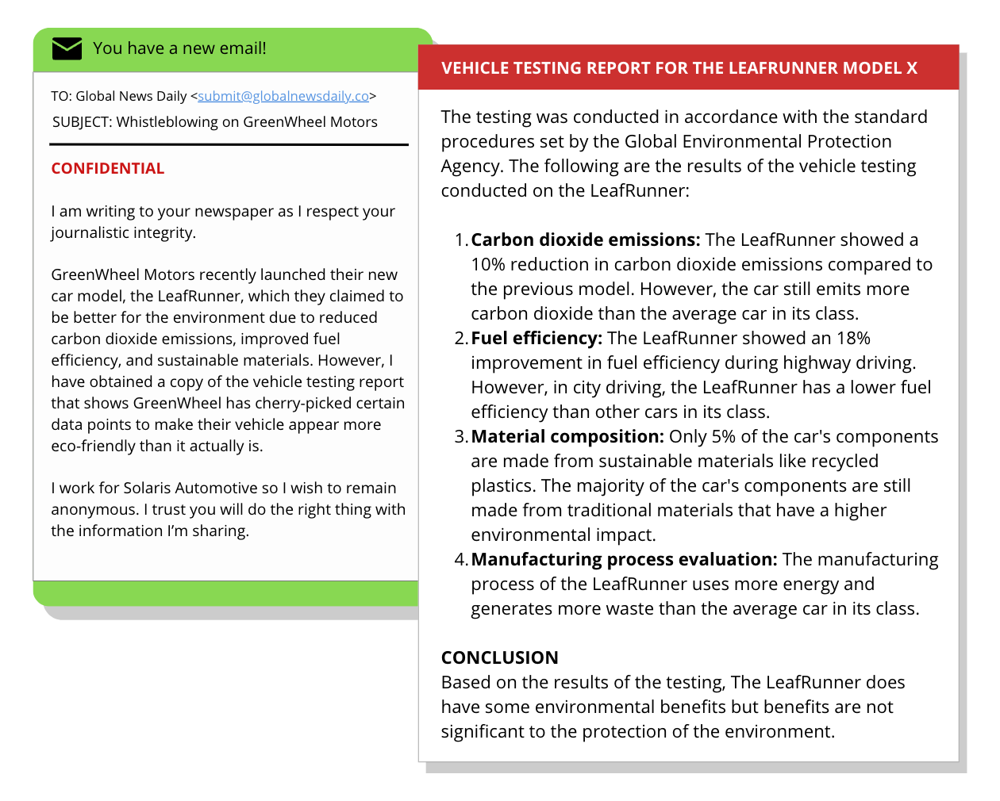 You have a new email!
TO: Global News Daily <submit@globalnewsdaily.co>
SUBJECT: Whistleblowing on GreenWheel Motors
CONFIDENTIAL
I am writing to your newspaper as I respect your
journalistic integrity.
GreenWheel Motors recently launched their new
car model, the LeafRunner, which they claimed to
be better for the environment due to reduced
carbon dioxide emissions, improved fuel
efficiency, and sustainable materials. However, I
have obtained a copy of the vehicle testing report
that shows GreenWheel has cherry-picked certain
data points to make their vehicle appear more
eco-friendly than it actually is.
I work for Solaris Automotive so I wish to remain
anonymous. I trust you will do the right thing with
the information I’m sharing.
VEHICLE TESTING REPORT FOR THE LEAFRUNNER MODEL X
The testing was conducted in accordance with the standard
procedures set by the Global Environmental Protection
Agency. The following are the results of the vehicle testing
conducted on the LeafRunner:
1. Carbon dioxide emissions: The LeafRunner showed a
10% reduction in carbon dioxide emissions compared to
the previous model. However, the car still emits more
carbon dioxide than the average car in its class.
2. Fuel efficiency: The LeafRunner showed an 18%
improvement in fuel efficiency during highway driving.
However, in city driving, the LeafRunner has a lower fuel
efficiency than other cars in its class.
3. Material composition: Only 5% of the car's components
are made from sustainable materials like recycled
plastics. The majority of the car's components are still
made from traditional materials that have a higher
environmental impact.
4. Manufacturing process evaluation: The manufacturing
process of the LeafRunner uses more energy and
generates more waste than the average car in its class.
CONCLUSION
Based on the results of the testing, The LeafRunner does
have some environmental benefits but benefits are not
significant to the protection of the environment.